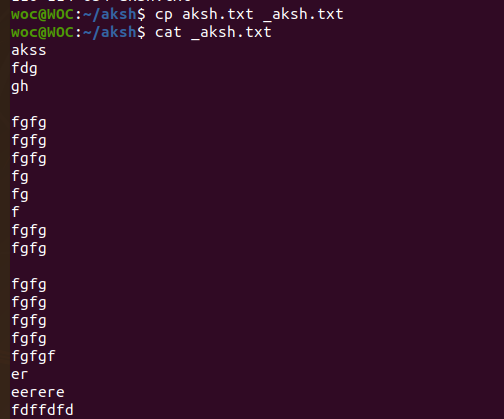 woc@WOC:~/aksh$ cp aksh.txt _aksh.txt
woc@WOC:~/aksh$ cat _aksh.txt
akss
fdg
gh

fgfg
fgfg
fgfg
fg
fg
f
fgfg
fgfg

fgfg
fgfg
fgfg
fgfg
fgfgf
er
eerere
fdffdfd